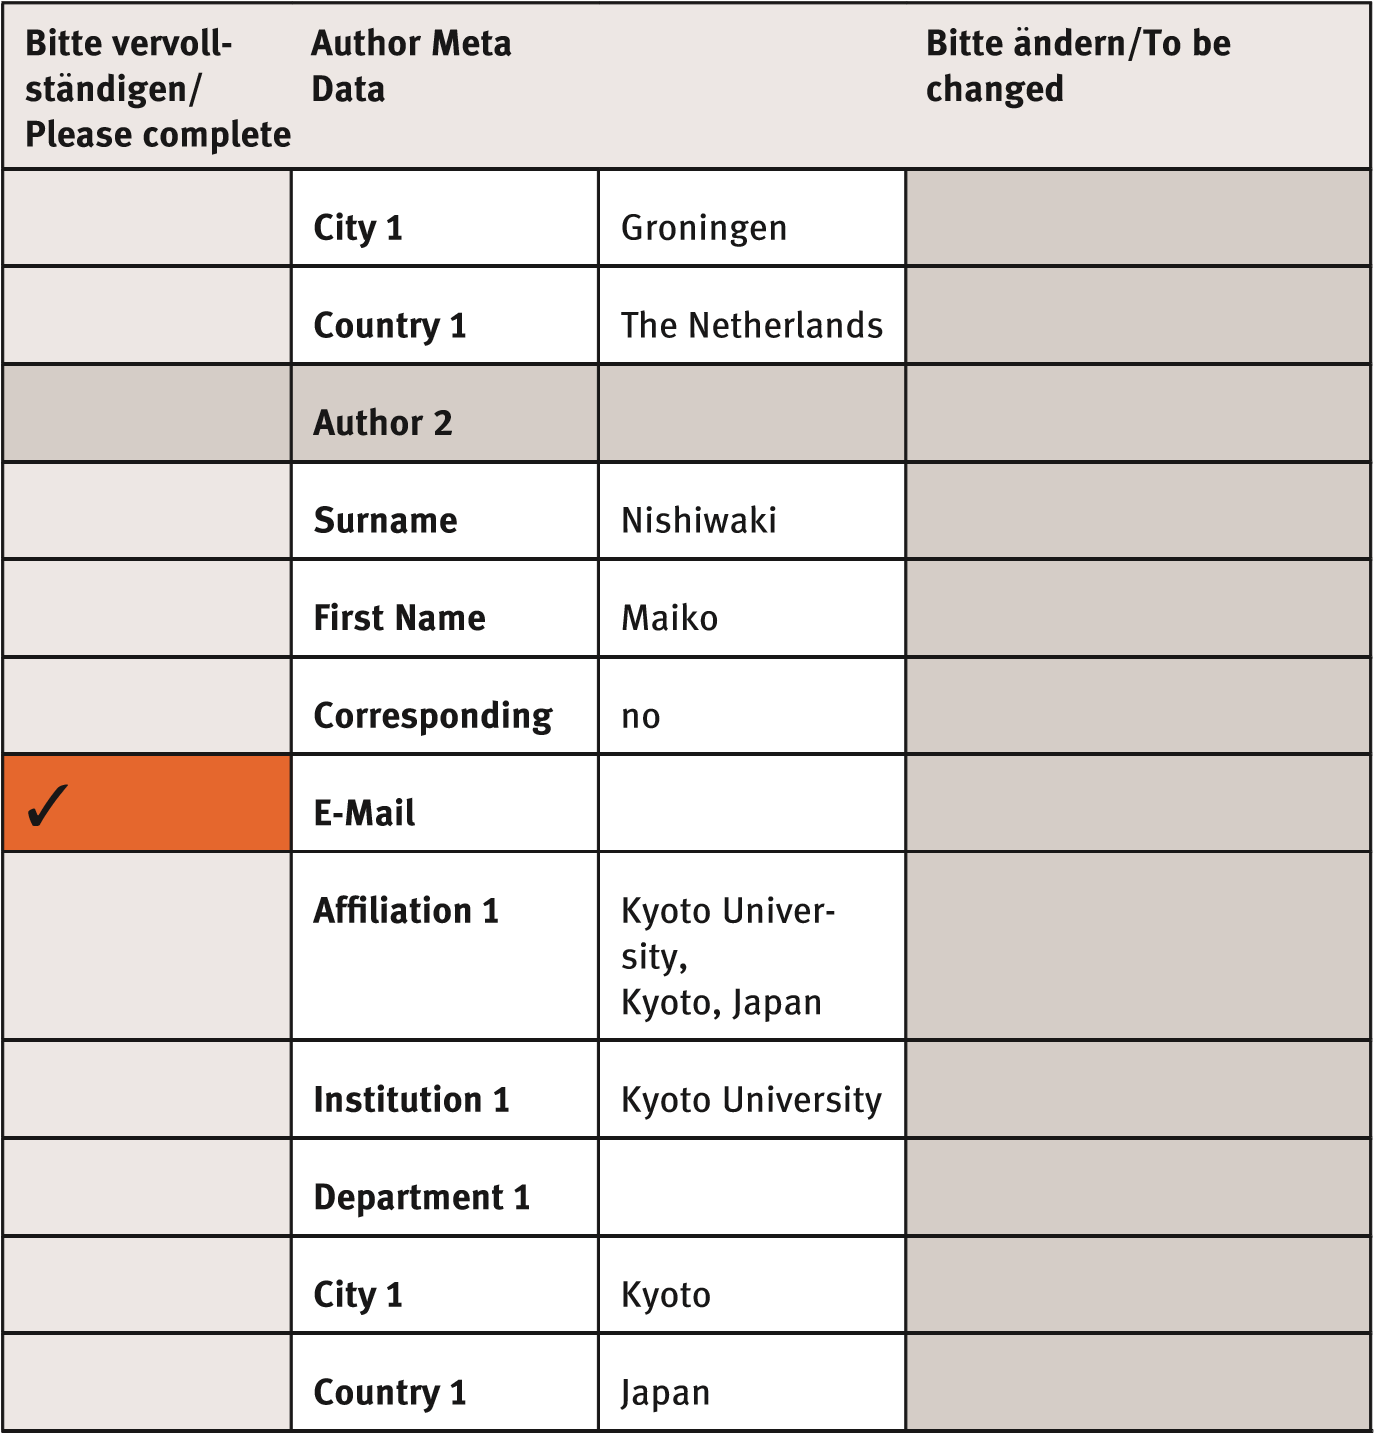 Bitte vervoll-
ständigen/
Please complete
Author Meta
Data
Bitte ändern/To be
changed
City 1 Groningen
Country 1 The Netherlands
Author 2
Surname Nishiwaki
First Name Maiko
Corresponding no
✓ E-Mail
Affiliation 1 Kyoto Univer-
sity,
Kyoto, Japan
Institution 1 Kyoto University
Department 1
City 1 Kyoto
Country 1 Japan